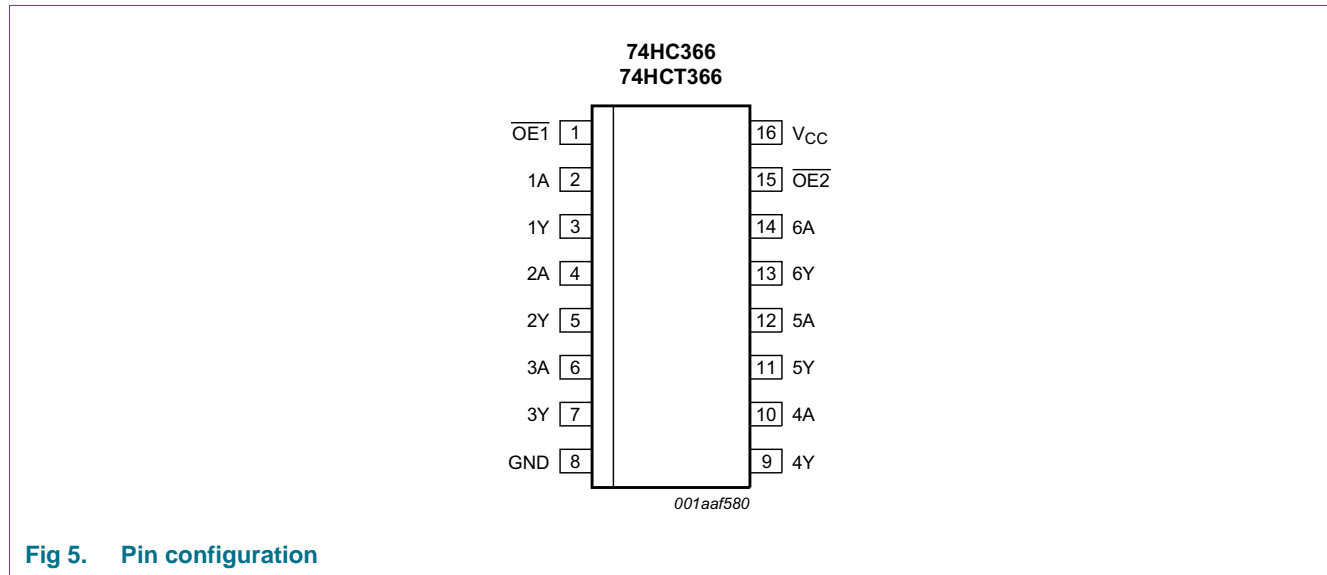 74HC366
74HCT366
OE1 1 16 VCC
1A 2 15 OE2
1Y 3 14 6A
2A 4 13 6Y
2Y 5 12 5A
3A 6 11 5Y
3Y 7 10 4A
GND 8 9 4Y
001aaf580
Fig 5. Pin configuration